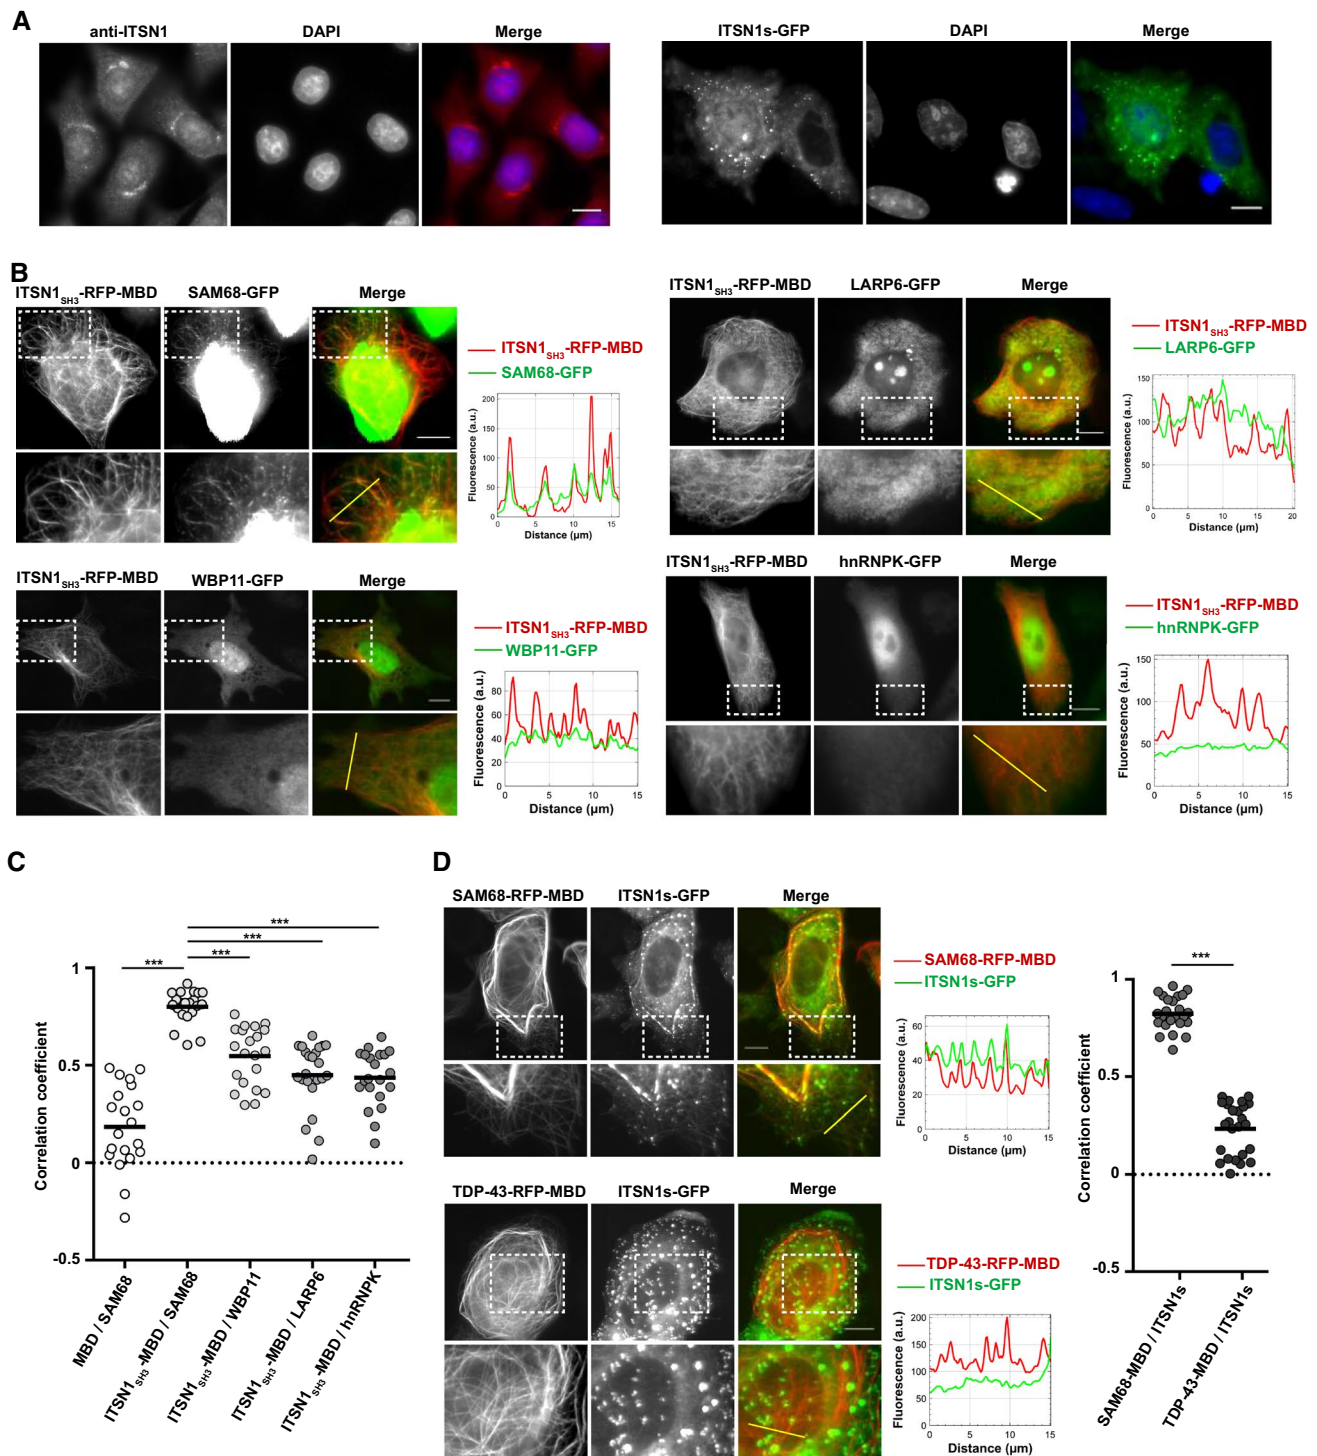 A
anti-ITSN1 DAPI Merge
ITSN1s-GFP DAPI Merge
B
ITSN1SH3-RFP-MBD SAM68-GFP Merge
ITSN1SH3-RFP-MBD
SAM68-GFP
Fluorescence (a.u.)
200
150
100
50
0
0 5 10 15
Distance (μm)
ITSN1SH3-RFP-MBD LARP6-GFP Merge
ITSN1SH3-RFP-MBD
LARP6-GFP
Fluorescence (a.u.)
150
100
50
0
0 5 10 15 20
Distance (μm)
ITSN1SH3-RFP-MBD WBP11-GFP Merge
ITSN1SH3-RFP-MBD
WBP11-GFP
Fluorescence (a.u.)
80
60
40
20
0
0 5 10 15
Distance (μm)
ITSN1SH3-RFP-MBD hnRNPK-GFP Merge
ITSN1SH3-RFP-MBD
hnRNPK-GFP
Fluorescence (a.u.)
150
100
50
0
0 5 10 15
Distance (μm)
C
***
***
***
***
Correlation coefficient
1
0.5
0
-0.5
MBD / SAM68
ITSN1SH3-MBD / SAM68
ITSN1SH3-MBD / WBP11
ITSN1SH3-MBD / LARP6
ITSN1SH3-MBD / hnRNPK
D
SAM68-RFP-MBD ITSN1s-GFP Merge
SAM68-RFP-MBD
ITSN1s-GFP
Fluorescence (a.u.)
60
40
20
0
0 5 10 15
Distance (μm)
TDP-43-RFP-MBD ITSN1s-GFP Merge
TDP-43-RFP-MBD
ITSN1s-GFP
Fluorescence (a.u.)
200
150
100
50
0
0 5 10 15
Distance (μm)
***
Correlation coefficient
1
0.5
0
-0.5
SAM68-MBD / ITSN1s
TDP-43-MBD / ITSN1s